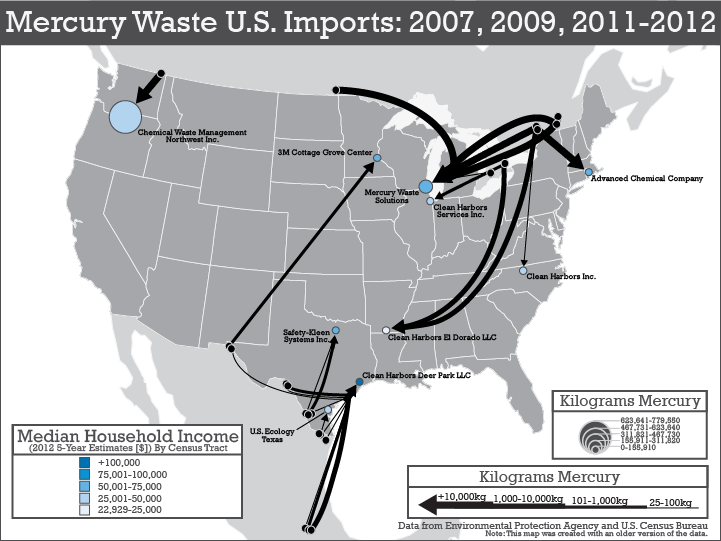 Mercury Waste U.S. Imports: 2007, 2009, 2011-2012
Chemical Waste Management
Northwest Inc.
3M Cottage Grove Center
Mercury Waste
Solutions
Clean Harbors
Services Inc.
Advanced Chemical Company
Clean Harbors Inc.
Safety-Kleen
Systems Inc.
Clean Harbors El Dorado LLC
Clean Harbors Deer Park LLC
U.S. Ecology
Texas
Median Household Income
(2012 5-Year Estimates [$]) By Census Tract
+100,000
75,001-100,000
50,001-75,000
25,001-50,000
22,929-25,000
Kilograms Mercury
623,641-779,550
467,731-623,640
311,821-467,730
155,911-311,820
0-155,910
Kilograms Mercury
+10,000kg 1,000-10,000kg 101-1,000kg 25-100kg
Data from Environmental Protection Agency and U.S. Census Bureau
Note: This map was created with an older version of the data.